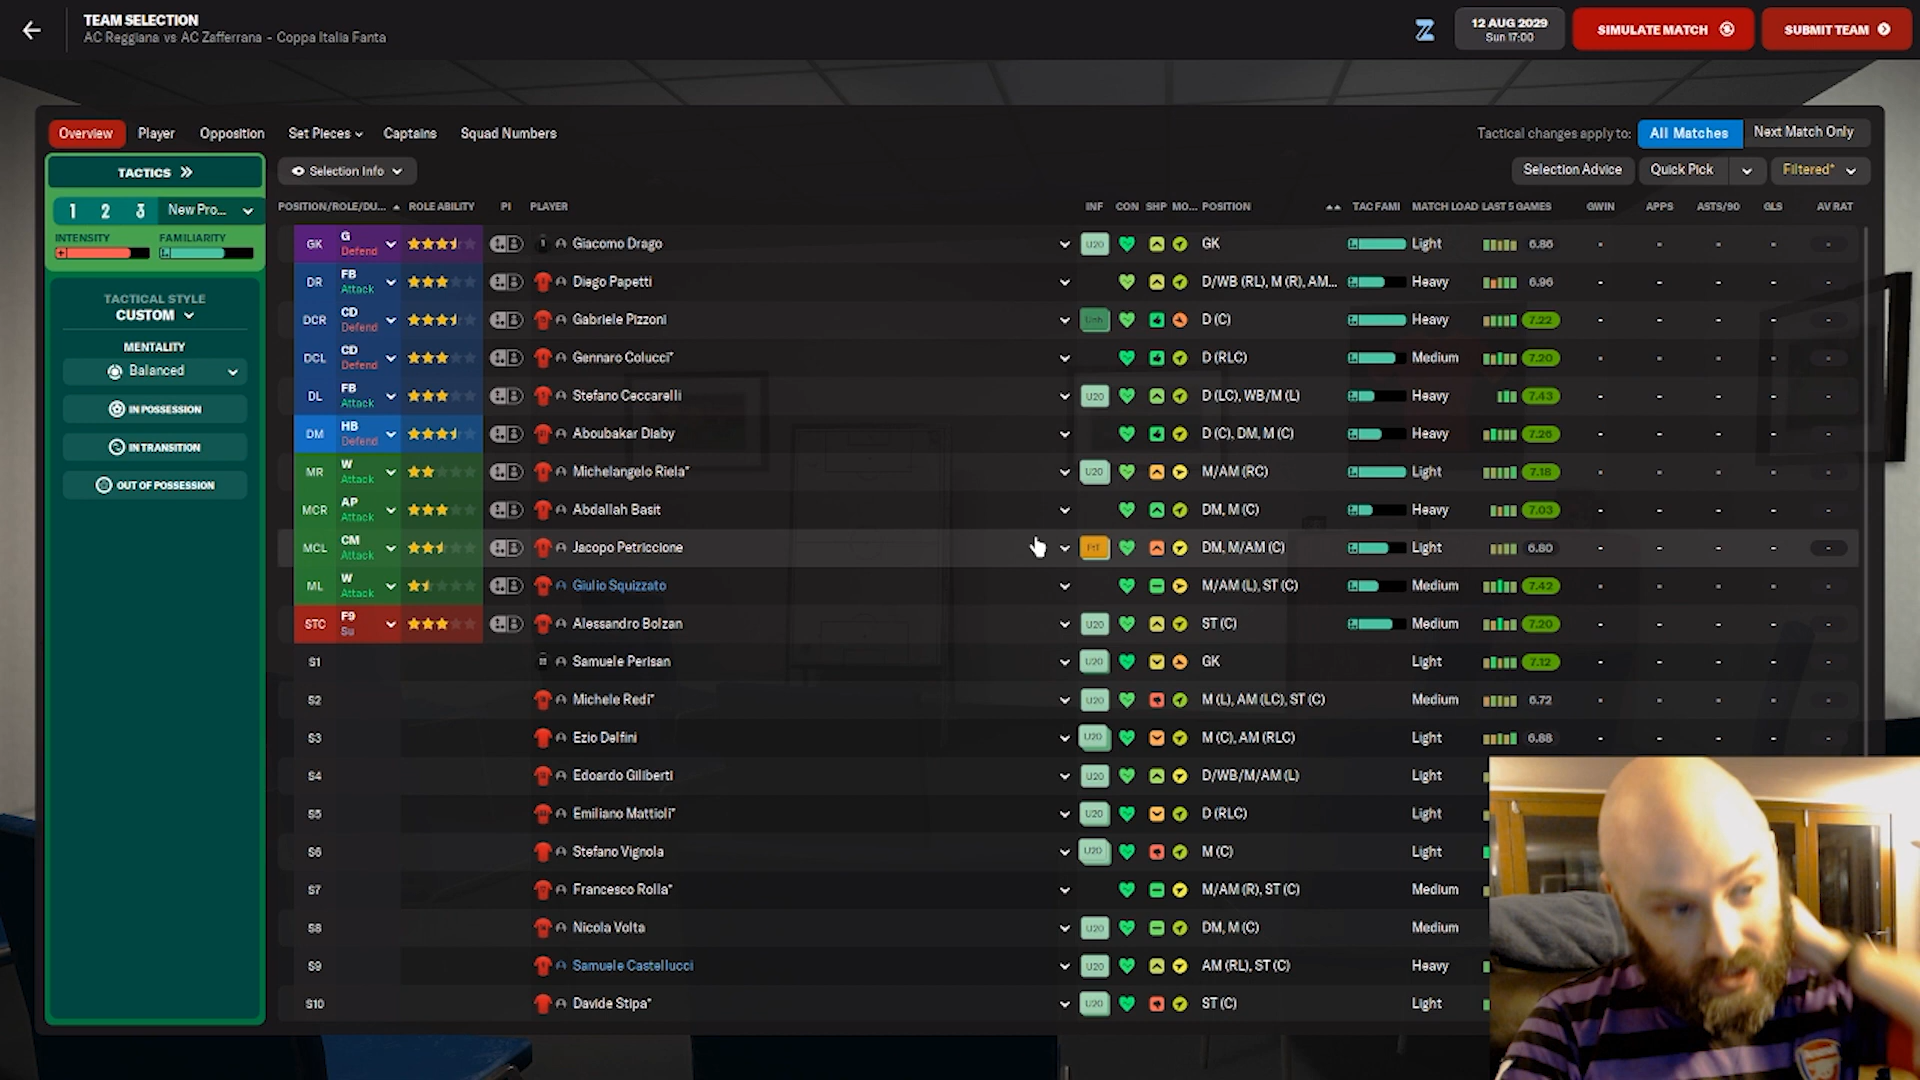 TEAM SELECTION
AC Reggiana vs AC Zafferrana - Coppa Italia Fanta
12 AUG 2029
Sun 17:00
SIMULATE MATCH
SUBMIT TEAM
Overview Player Opposition Set Pieces Captains Squad Numbers
Tactical changes apply to: All Matches Next Match Only
TACTICS
1 2 3 New Pro...
INTENSITY FAMILIARITY
TACTICAL STYLE
CUSTOM
MENTALITY
Balanced
IN POSSESSION
IN TRANSITION
OUT OF POSSESSION
Selection Info
Selection Advice Quick Pick Filtered*
POSITION/ROLE/DU... ROLE ABILITY PI PLAYER INF CON SHP MO... POSITION TAC FAMI MATCH LOAD LAST 5 GAMES GWIN APPS ASTS/90 GLS AV RAT
GK G Defend Giacomo Drago U20 GK Light 6.86 - - - - -
DR FB Attack Diego Papetti D/WB (RL), M (R), AM... Heavy 6.96 - - - - -
DCR CD Defend Gabriele Pizzoni D (C) Heavy 7.22 - - - - -
DCL CD Defend Gennaro Colucci* D (RLC) Medium 7.20 - - - - -
DL FB Attack Stefano Ceccarelli U20 D (LC), WB/M (L) Heavy 7.43 - - - - -
DM HB Defend Aboubakar Diaby D (C), DM, M (C) Heavy 7.26 - - - - -
MR W Attack Michelangelo Riela* U20 M/AM (RC) Light 7.18 - - - - -
MCR AP Attack Abdallah Basit DM, M (C) Heavy 7.03 - - - - -
MCL CM Attack Jacopo Petriccione DM, M/AM (C) Light 6.80 - - - - -
ML W Attack Giulio Squizzato M/AM (L), ST (C) Medium 7.42 - - - - -
STC F9 Su Alessandro Bolzan U20 ST (C) Medium 7.20 - - - - -
S1 Samuele Perisan U20 GK Light 7.12 - - - - -
S2 Michele Redi* U20 M (L), AM (LC), ST (C) Medium 6.72 - - - - -
S3 Ezio Delfini U20 M (C), AM (RLC) Light 6.88 - - - - -
S4 Edoardo Giliberti U20 D/WB/M/AM (L) Light
S5 Emiliano Mattioli* U20 D (RLC) Light
S6 Stefano Vignola U20 M (C) Light
S7 Francesco Rolla* M/AM (R), ST (C) Medium
S8 Nicola Volta U20 DM, M (C) Medium
S9 Samuele Castellucci U20 AM (RL), ST (C) Heavy
S10 Davide Stipa* U20 ST (C) Light